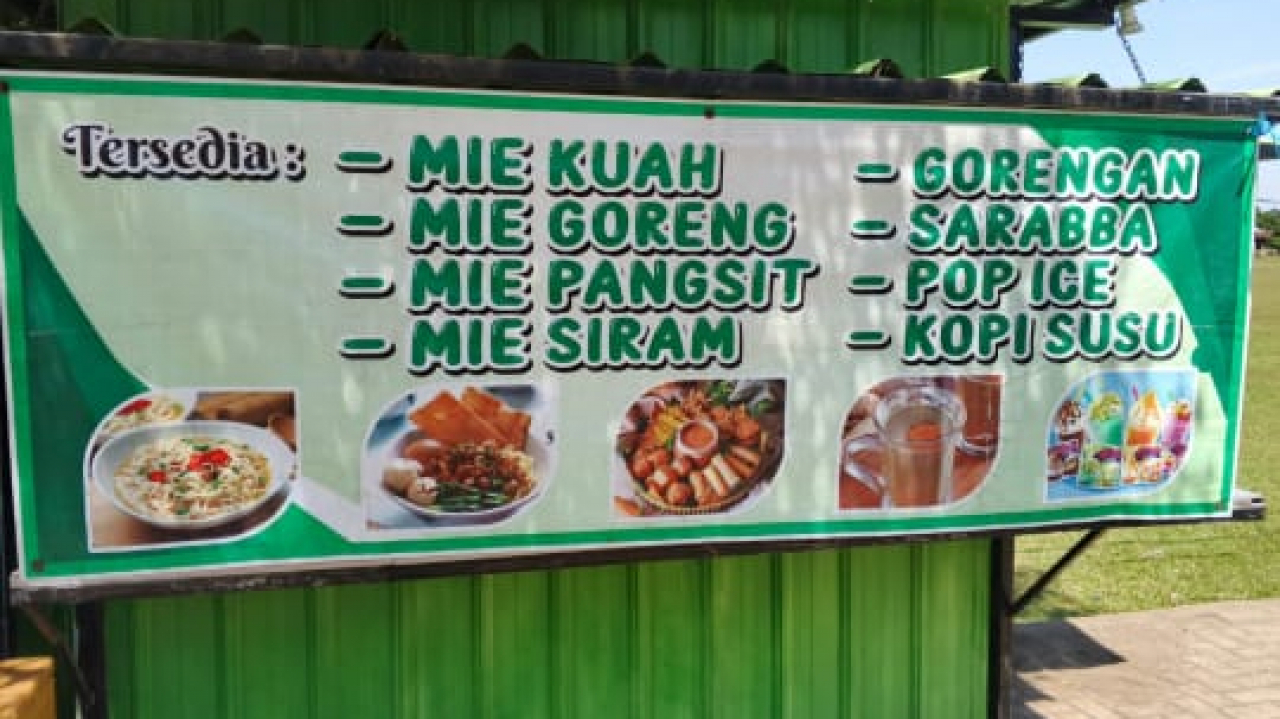 Tersedia :
– MIE KUAH
– MIE GORENG
– MIE PANGSIT
– MIE SIRAM
– GORENGAN
– SARABBA
– POP ICE
– KOPI SUSU